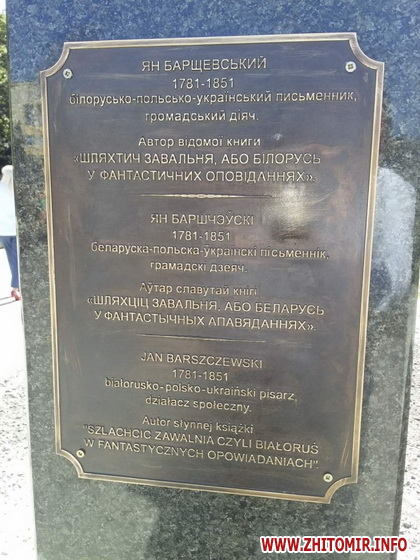 ЯН БАРЩЕВСЬКИЙ
1781-1851
білорусько-польсько-український письменник,
громадський діяч.
Автор відомої книги
«ШЛЯХТИЧ ЗАВАЛЬНЯ, АБО БІЛОРУСЬ
У ФАНТАСТИЧНИХ ОПОВІДАННЯХ».
ЯН БАРШЧЭЎСКІ
1781-1851
беларуска-польска-ўкраінскі пісьменнік,
грамадскі дзеяч.
Аўтар славутай кнігі
«ШЛЯХЦІЦ ЗАВАЛЬНЯ, АБО БЕЛАРУСЬ
У ФАНТАСТЫЧНЫХ АПАВЯДАННЯХ».
JAN BARSZCZEWSKI
1781-1851
białorusko-polsko-ukraiński pisarz,
działacz społeczny.
Autor słynnej książki
"SZLACHCIC ZAWALNIA CZYLI BIAŁORUŚ
W FANTASTYCZNYCH OPOWIADANIACH"
WWW.ZHITOMIR.INFO